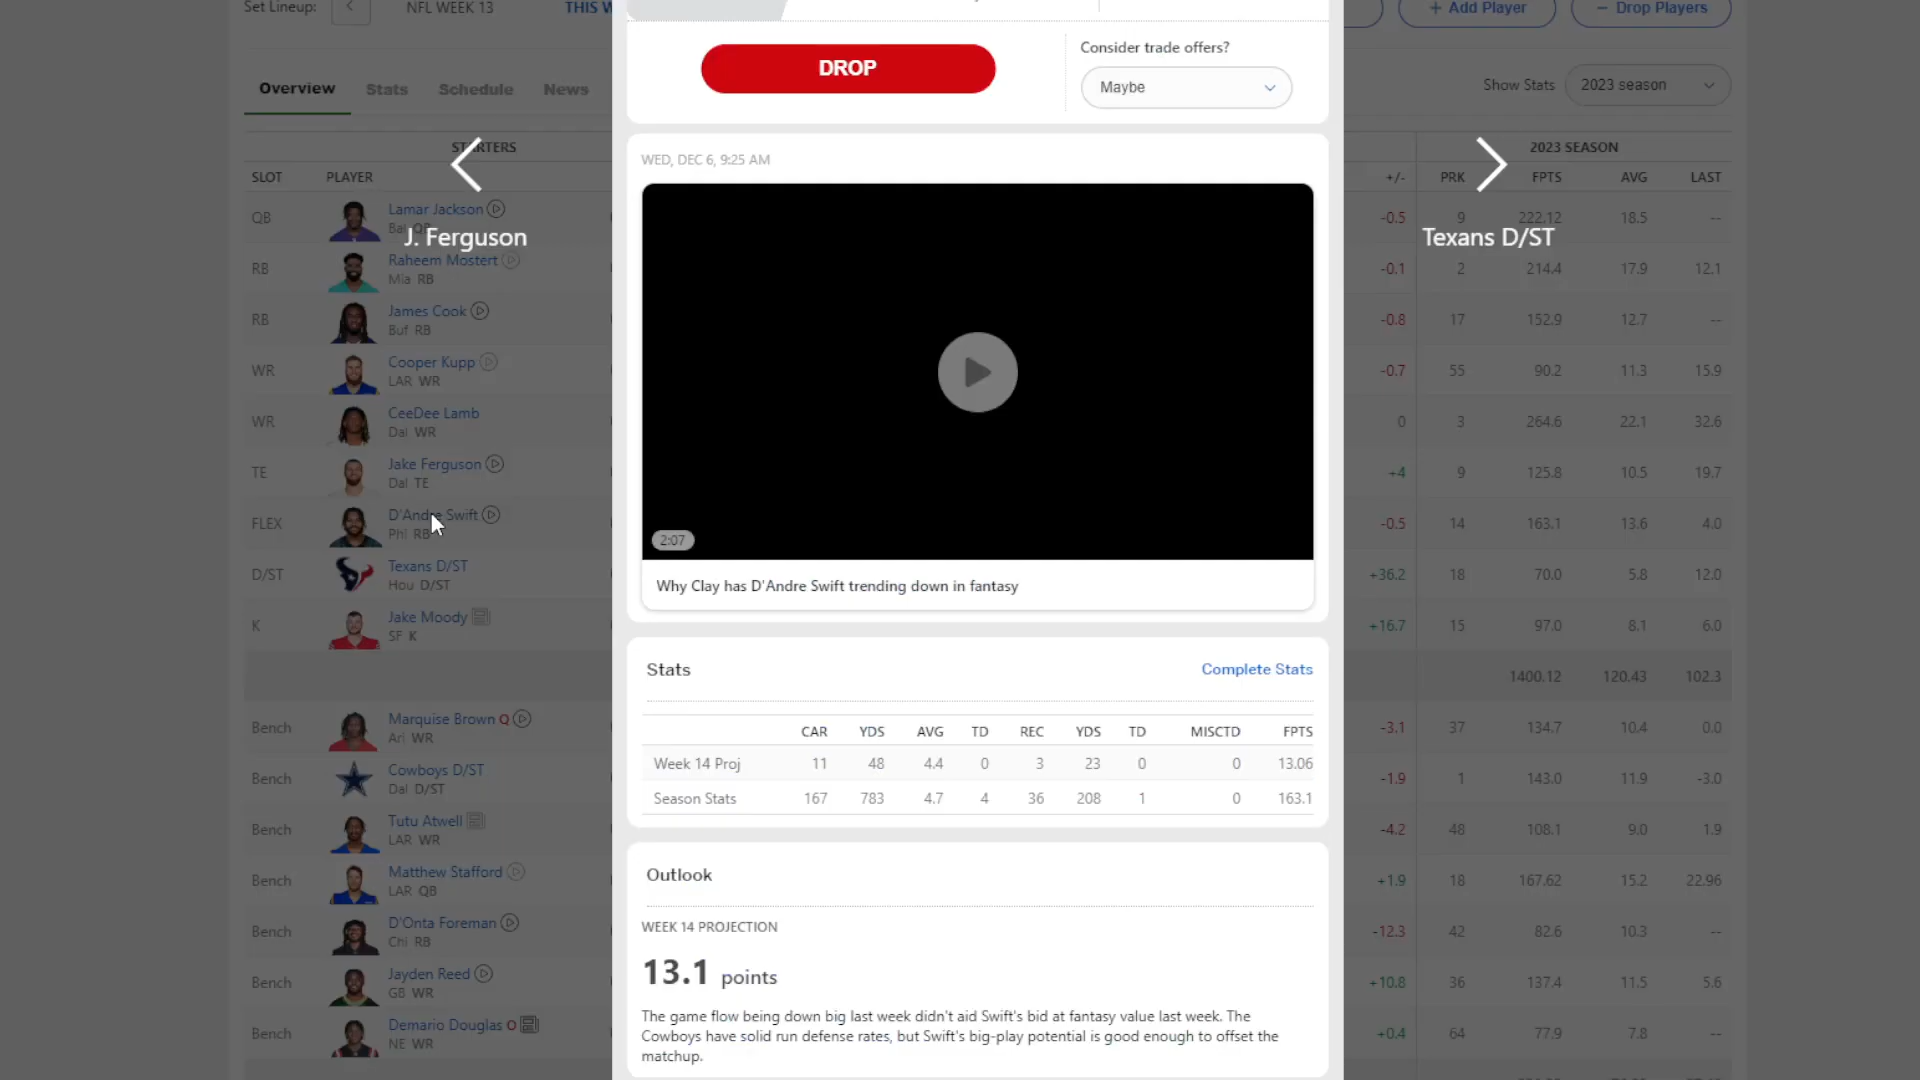 Set Lineup: NFL WEEK 13 THIS W + Add Player − Drop Players
DROP
Consider trade offers?
Maybe
Overview Stats Schedule News
Show Stats 2023 season
STARTERS 2023 SEASON
SLOT PLAYER +/- PRK FPTS AVG LAST
WED, DEC 6, 9:25 AM
J. Ferguson
Texans D/ST
QB Lamar Jackson -0.5 9 222.12 18.5 --
Bal QB
RB Raheem Mostert -0.1 2 214.4 17.9 12.1
Mia RB
RB James Cook -0.8 17 152.9 12.7 --
Buf RB
WR Cooper Kupp -0.7 55 90.2 11.3 15.9
LAR WR
WR CeeDee Lamb 0 3 264.6 22.1 32.6
Dal WR
TE Jake Ferguson +4 9 125.8 10.5 19.7
Dal TE
FLEX D'Andre Swift -0.5 14 163.1 13.6 4.0
Phi RB
D/ST Texans D/ST +36.2 18 70.0 5.8 12.0
Hou D/ST
K Jake Moody +16.7 15 97.0 8.1 6.0
SF K
1400.12 120.43 102.3
Bench Marquise Brown Q -3.1 37 134.7 10.4 0.0
Ari WR
Bench Cowboys D/ST -1.9 1 143.0 11.9 -3.0
Dal D/ST
Bench Tutu Atwell -4.2 48 108.1 9.0 1.9
LAR WR
Bench Matthew Stafford +1.9 18 167.62 15.2 22.96
LAR QB
Bench D'Onta Foreman -12.3 42 82.6 10.3 --
Chi RB
Bench Jayden Reed +10.8 36 137.4 11.5 5.6
GB WR
Bench Demario Douglas O +0.4 64 77.9 7.8 --
NE WR
2:07
Why Clay has D'Andre Swift trending down in fantasy
Stats Complete Stats
CAR YDS AVG TD REC YDS TD MISCTD FPTS
Week 14 Proj 11 48 4.4 0 3 23 0 0 13.06
Season Stats 167 783 4.7 4 36 208 1 0 163.1
Outlook
WEEK 14 PROJECTION
13.1 points
The game flow being down big last week didn't aid Swift's bid at fantasy value last week. The
Cowboys have solid run defense rates, but Swift's big-play potential is good enough to offset the
matchup.